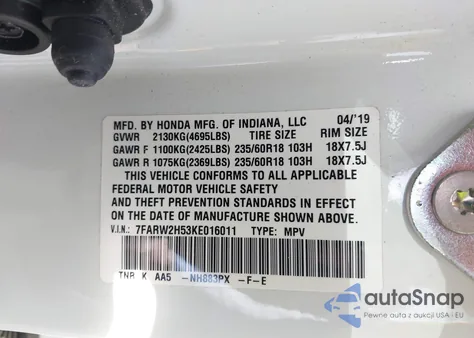 MFD. BY HONDA MFG. OF INDIANA, LLC 04/'19
GVWR 2130KG(4695LBS) TIRE SIZE RIM SIZE
GAWR F 1100KG(2425LBS) 235/60R18 103H 18X7.5J
GAWR R 1075KG(2369LBS) 235/60R18 103H 18X7.5J
THIS VEHICLE CONFORMS TO ALL APPLICABLE
FEDERAL MOTOR VEHICLE SAFETY
AND THEFT PREVENTION STANDARDS IN EFFECT
ON THE DATE OF MANUFACTURE SHOWN ABOVE.
V.I.N.: 7FARW2H53KE016011 TYPE: MPV
TNB K AA5 -NH883PX -F-E
autoSnap
Pewne auta z aukcji USA - EU